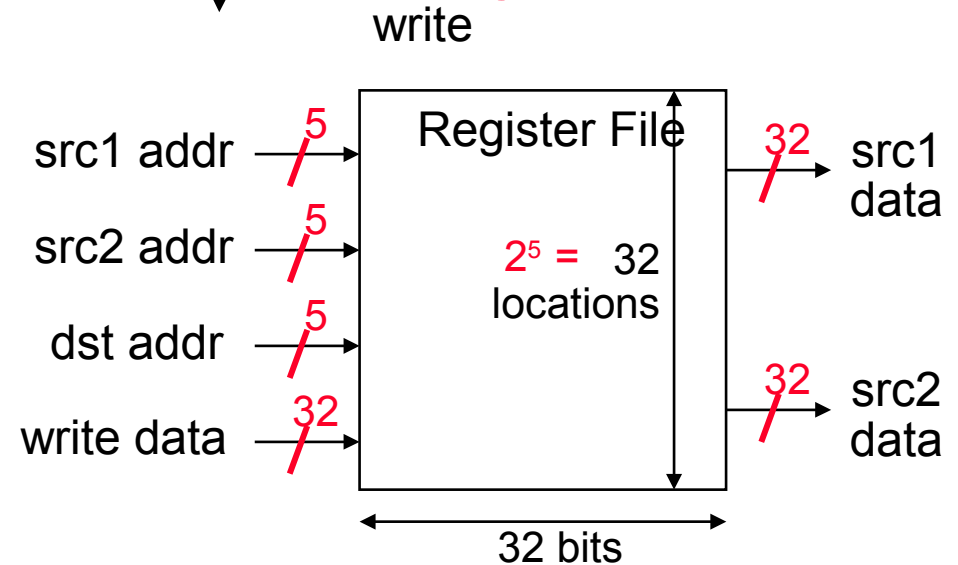 write
Register File
5
src1 addr
32
src1
data
5
src2 addr
2⁵ = 32
locations
5
dst addr
32
write data
32
src2
data
32 bits